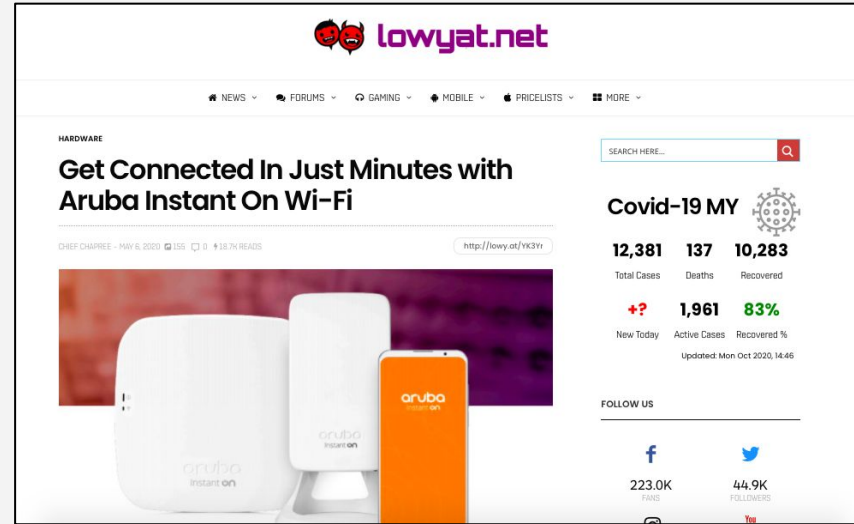 lowyat.net
NEWS FORUMS GAMING MOBILE PRICELISTS MORE
HARDWARE
Get Connected In Just Minutes with
Aruba Instant On Wi-Fi
CHIEF CHAPREE - MAY 6, 2020 155 0 18.7K READS
http://lowy.at/YK3Yr
aruba
instant on
aruba
instant on
aruba
instant on
SEARCH HERE...
Covid-19 MY
12,381 137 10,283
Total Cases Deaths Recovered
+? 1,961 83%
New Today Active Cases Recovered %
Updated: Mon Oct 2020, 14:46
FOLLOW US
223.0K 44.9K
FANS FOLLOWERS
You